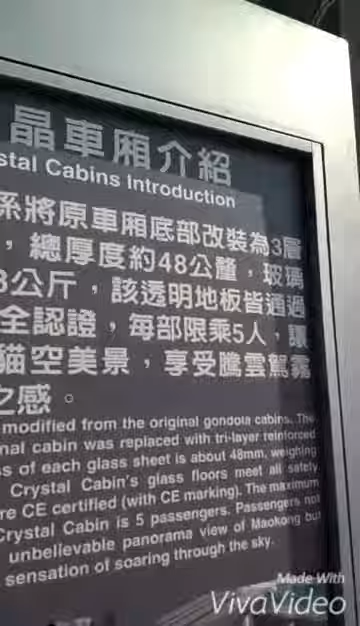 晶車廂介紹
stal Cabins Introduction
系將原車廂底部改裝為3層
，總厚度約48公釐，玻璃
3公斤，該透明地板皆通過
全認證，每部限乘5人，讓
貓空美景，享受騰雲駕霧
之感。
modified from the original gondola cabins. The
nal cabin was replaced with tri-layer reinforced
ss of each glass sheet is about 48mm, weighing
Crystal Cabin's glass floors meet all safety
re CE certified (with CE marking). The maximum
Crystal Cabin is 5 passengers. Passengers not
unbelievable panorama view of Maokong but
sensation of soaring through the sky.
Made With
VivaVideo